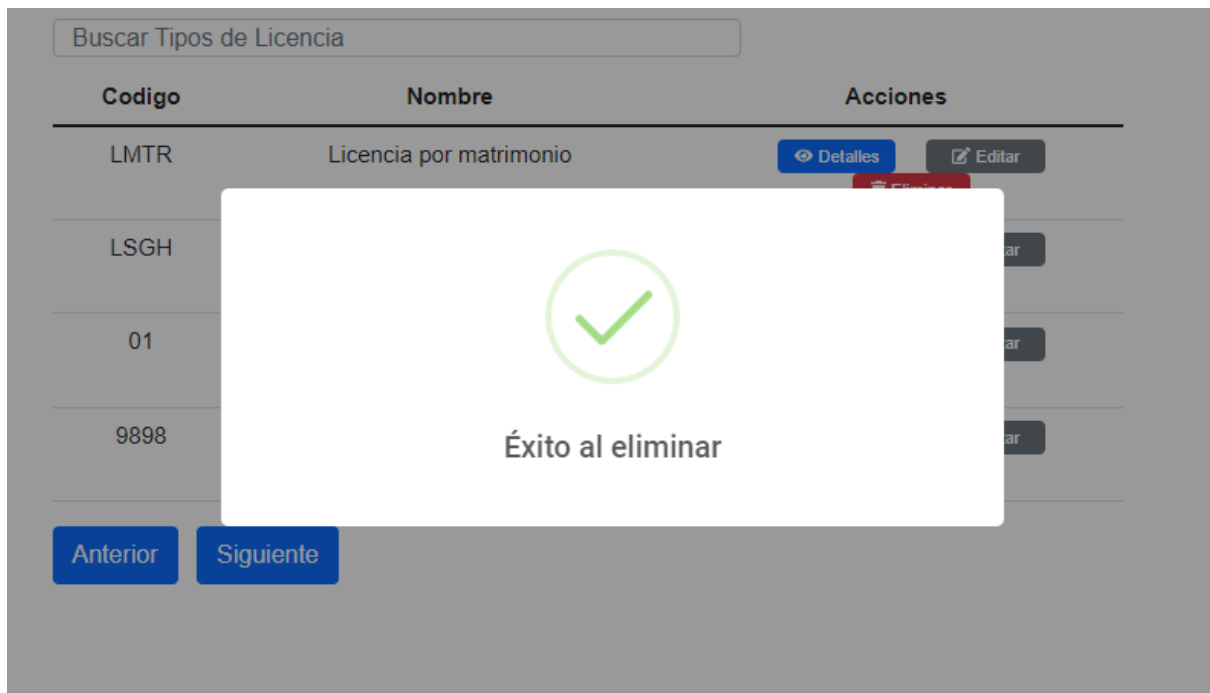 Buscar Tipos de Licencia
Codigo Nombre Acciones
LMTR Licencia por matrimonio Detalles Editar
LSGH
01
9898
Éxito al eliminar
Anterior Siguiente